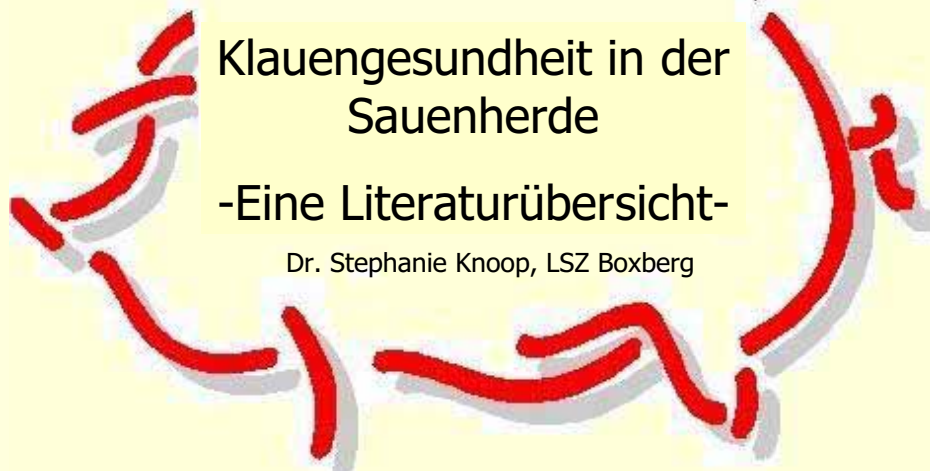 Klauengesundheit in der
Sauenherde
-Eine Literaturübersicht-
Dr. Stephanie Knoop, LSZ Boxberg